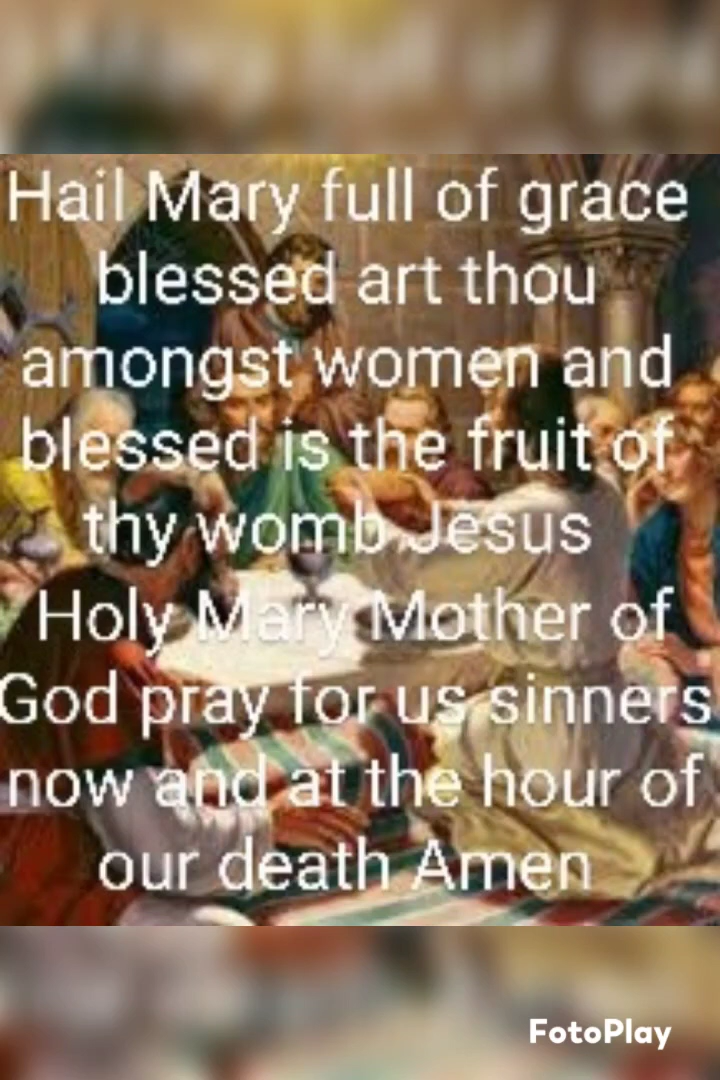 Hail Mary full of grace
blessed art thou
amongst women and
blessed is the fruit of
thy womb Jesus
Holy Mary Mother of
God pray for us sinners
now and at the hour of
our death Amen
FotoPlay